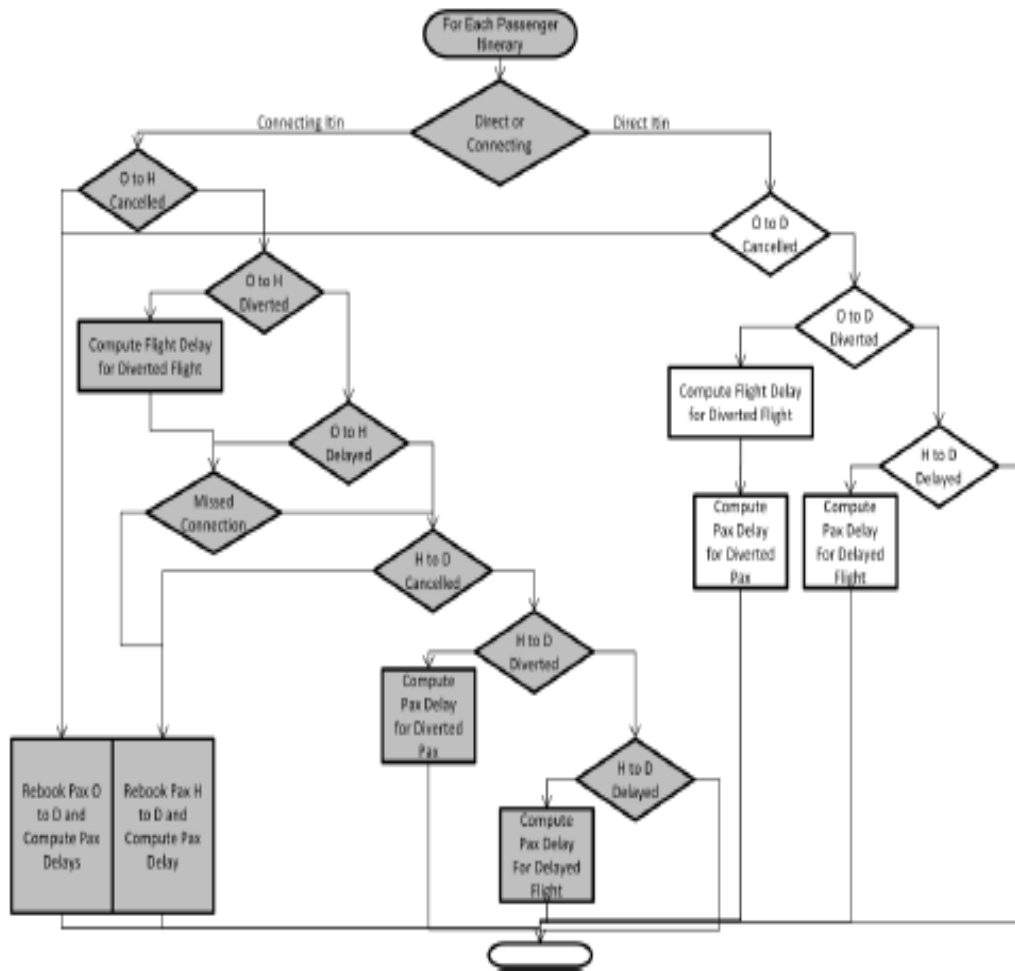 For Each Passenger
Itinerary
Direct or
Connecting
Connecting Itin
Direct Itin
O to H
Cancelled
O to D
Cancelled
O to H
Diverted
O to D
Diverted
Compute Flight Delay
for Diverted Flight
Compute Flight Delay
for Diverted Flight
O to H
Delayed
H to D
Delayed
Missed
Connection
Compute
Pax Delay
for Diverted
Pax
Compute
Pax Delay
For Delayed
Flight
H to D
Cancelled
H to D
Diverted
Compute
Pax Delay
for Diverted
Pax
H to D
Delayed
Rebook Pax O
to D and
Compute Pax
Delays
Rebook Pax H
to D and
Compute Pax
Delay
Compute
Pax Delay
For Delayed
Flight